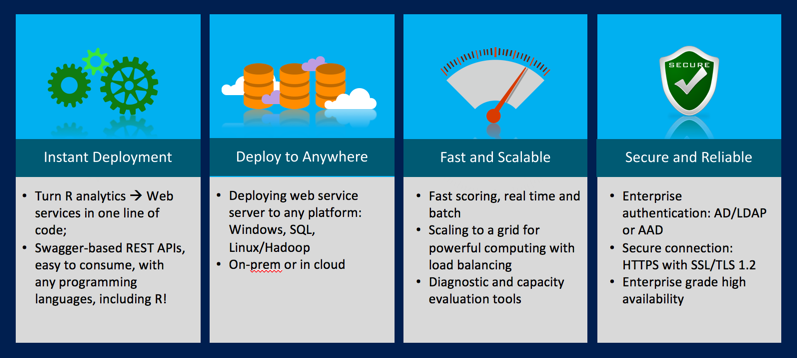 SECURE
Instant Deployment
• Turn R analytics → Web
services in one line of
code;
• Swagger-based REST APIs,
easy to consume, with
any programming
languages, including R!
Deploy to Anywhere
• Deploying web service
server to any platform:
Windows, SQL,
Linux/Hadoop
• On-prem or in cloud
Fast and Scalable
• Fast scoring, real time and
batch
• Scaling to a grid for
powerful computing with
load balancing
• Diagnostic and capacity
evaluation tools
Secure and Reliable
• Enterprise
authentication: AD/LDAP
or AAD
• Secure connection:
HTTPS with SSL/TLS 1.2
• Enterprise grade high
availability